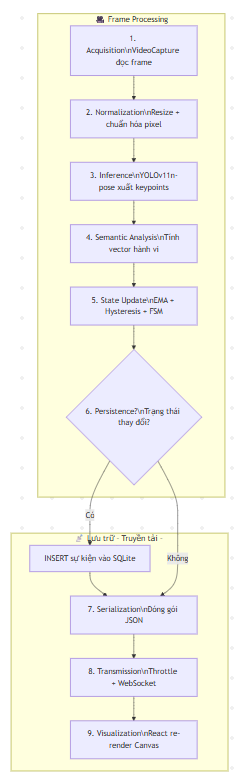 Frame Processing
1.
Acquisition\nVideoCapture
đọc frame
2. Normalization\nResize +
chuẩn hóa pixel
3. Inference\nYOLOv11n-
pose xuất keypoints
4. Semantic Analysis\nTính
vector hành vi
5. State Update\nEMA +
Hysteresis + FSM
6. Persistence?\nTrạng thái
thay đổi?
Có
Không
Lưu trữ - Truyền tải -
INSERT sự kiện vào SQLite
7. Serialization\nĐóng gói
JSON
8. Transmission\nThrottle
+ WebSocket
9. Visualization\nReact re-
render Canvas